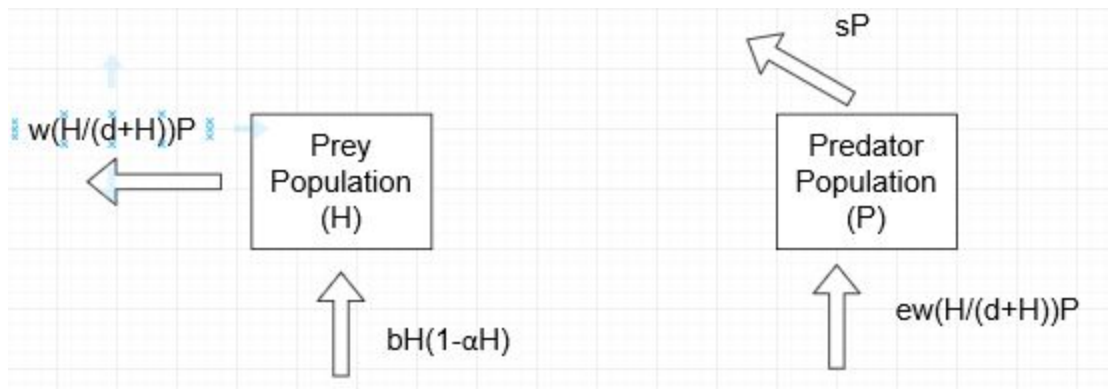 sP
w(H/(d+H))P
Prey
Population
(H)
Predator
Population
(P)
bH(1-αH)
ew(H/(d+H))P